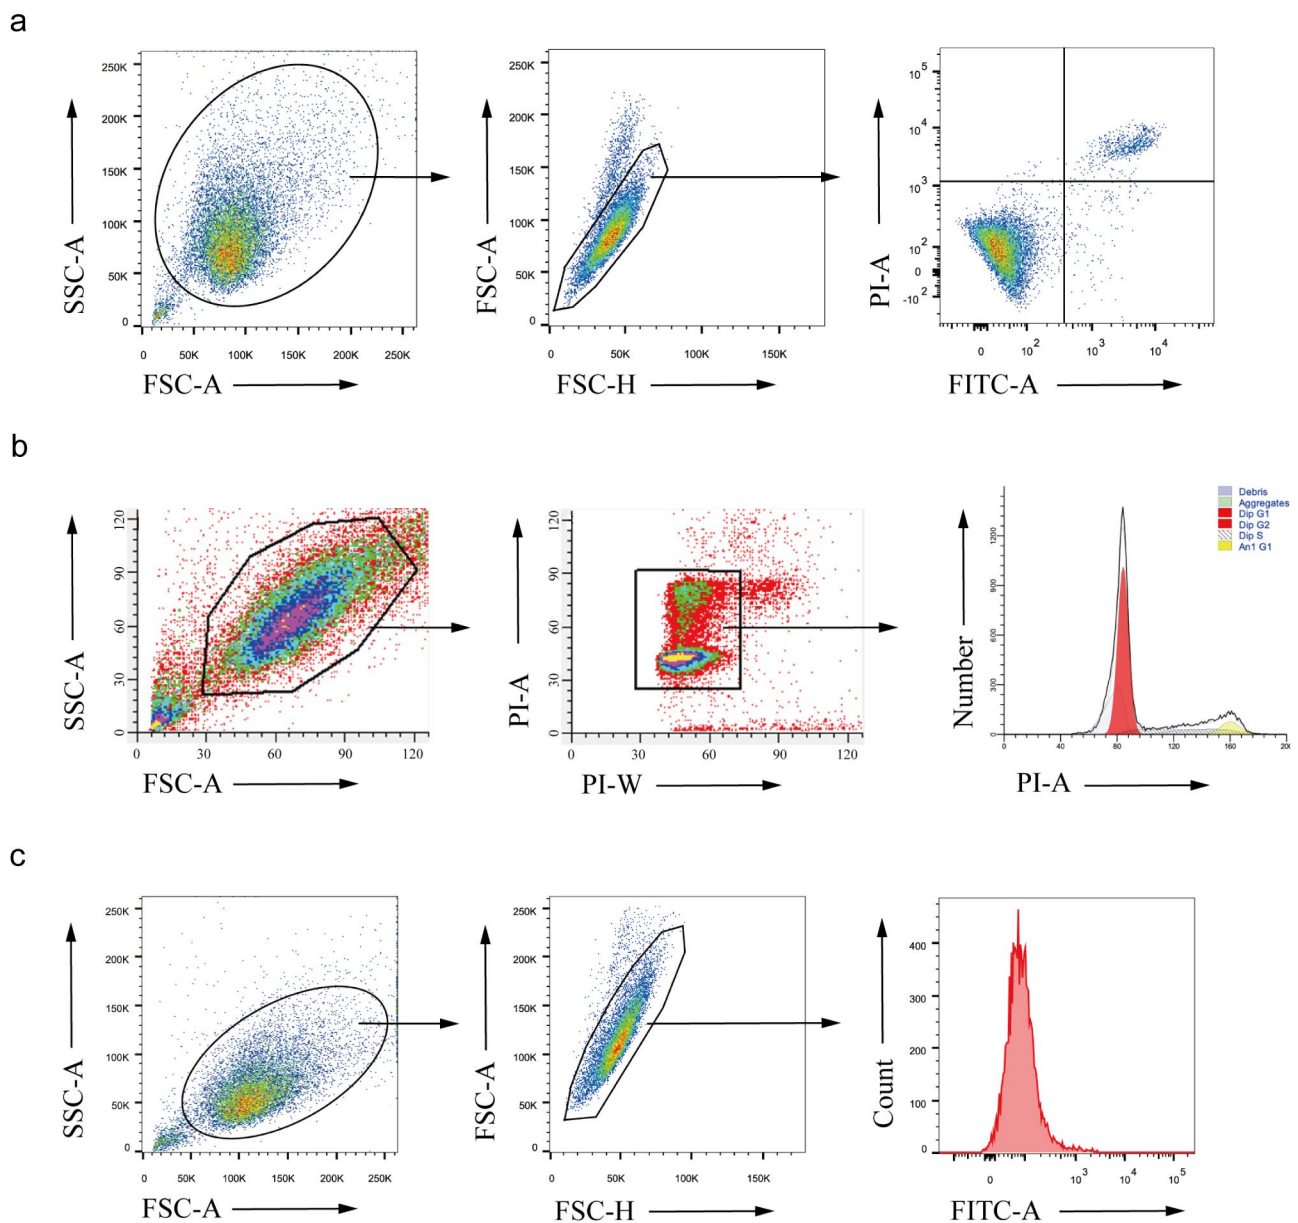 a
250K
200K
150K
100K
50K
0
SSC-A
0 50K 100K 150K 200K 250K
FSC-A
250K
200K
150K
100K
50K
0
FSC-A
50K 100K 150K
FSC-H
10^5
10^4
10^3
10^2
0
-10^2
PI-A
0 10^2 10^3 10^4
FITC-A
b
120
90
60
30
0
SSC-A
30 60 90 120
FSC-A
120
90
60
30
0
PI-A
0 30 60 90 120
PI-W
1200
900
600
300
0
Number
Debris
Aggregates
Dip G1
Dip G2
Dip S
An1 G1
0 40 80 120 160 200
PI-A
c
250K
200K
150K
100K
50K
0
SSC-A
0 50K 100K 150K 200K 250K
FSC-A
250K
200K
150K
100K
50K
0
FSC-A
0 50K 100K 150K
FSC-H
400
300
200
100
0
Count
0 10^3 10^4 10^5
FITC-A